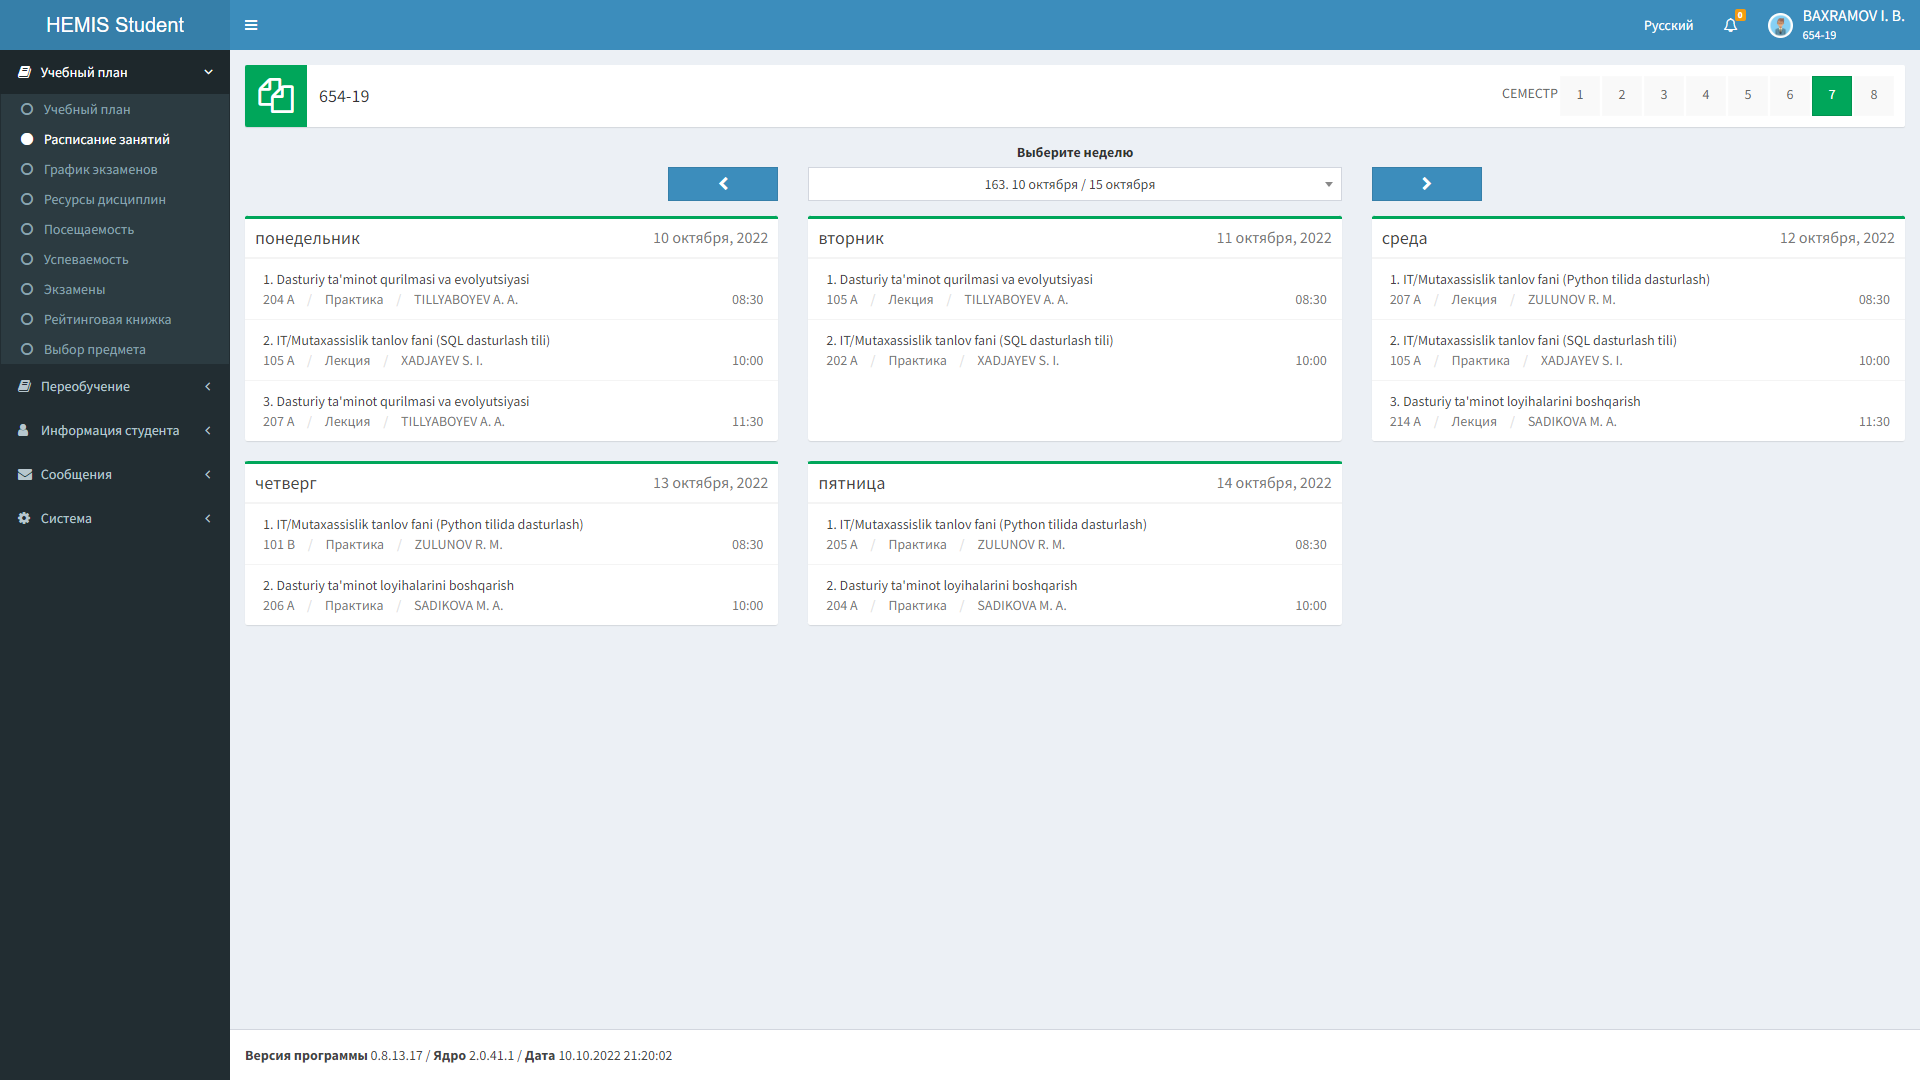 HEMIS Student
Русский
0
BAXRAMOV I. B.
654-19
Учебный план
Учебный план
Расписание занятий
График экзаменов
Ресурсы дисциплин
Посещаемость
Успеваемость
Экзамены
Рейтинговая книжка
Выбор предмета
Переобучение
Информация студента
Сообщения
Система
654-19
СЕМЕСТР 1 2 3 4 5 6 7 8
Выберите неделю
163. 10 октября / 15 октября
понедельник 10 октября, 2022
1. Dasturiy ta'minot qurilmasi va evolyutsiyasi
204 A / Практика / TILLYABOYEV A. A. 08:30
2. IT/Mutaxassislik tanlov fani (SQL dasturlash tili)
105 A / Лекция / XADJAYEV S. I. 10:00
3. Dasturiy ta'minot qurilmasi va evolyutsiyasi
207 A / Лекция / TILLYABOYEV A. A. 11:30
вторник 11 октября, 2022
1. Dasturiy ta'minot qurilmasi va evolyutsiyasi
105 A / Лекция / TILLYABOYEV A. A. 08:30
2. IT/Mutaxassislik tanlov fani (SQL dasturlash tili)
202 A / Практика / XADJAYEV S. I. 10:00
среда 12 октября, 2022
1. IT/Mutaxassislik tanlov fani (Python tilida dasturlash)
207 A / Лекция / ZULUNOV R. M. 08:30
2. IT/Mutaxassislik tanlov fani (SQL dasturlash tili)
105 A / Практика / XADJAYEV S. I. 10:00
3. Dasturiy ta'minot loyihalarini boshqarish
214 A / Лекция / SADIKOVA M. A. 11:30
четверг 13 октября, 2022
1. IT/Mutaxassislik tanlov fani (Python tilida dasturlash)
101 B / Практика / ZULUNOV R. M. 08:30
2. Dasturiy ta'minot loyihalarini boshqarish
206 A / Практика / SADIKOVA M. A. 10:00
пятница 14 октября, 2022
1. IT/Mutaxassislik tanlov fani (Python tilida dasturlash)
205 A / Практика / ZULUNOV R. M. 08:30
2. Dasturiy ta'minot loyihalarini boshqarish
204 A / Практика / SADIKOVA M. A. 10:00
Версия программы 0.8.13.17 / Ядро 2.0.41.1 / Дата 10.10.2022 21:20:02